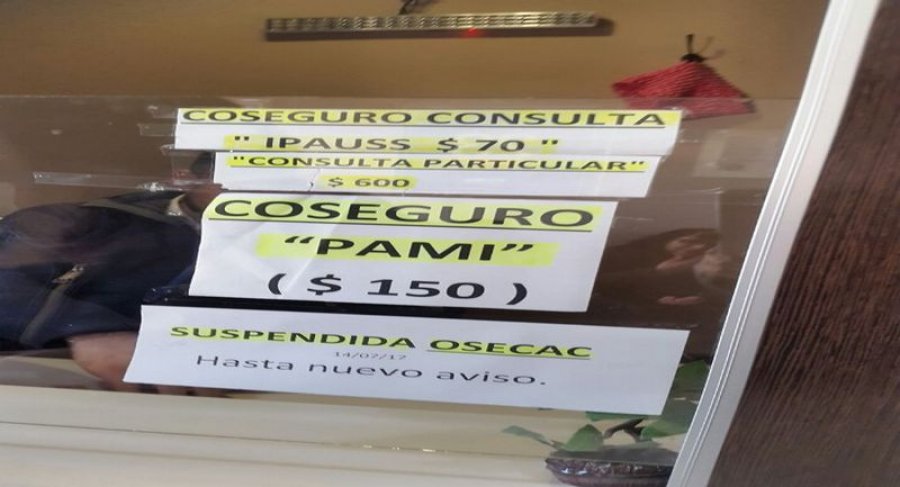 COSEGURO CONSULTA
" IPAUSS $ 70 "
"CONSULTA PARTICULAR"
$ 600
COSEGURO
"PAMI"
( $ 150 )
SUSPENDIDA OSECAC
14/07/17
Hasta nuevo aviso.